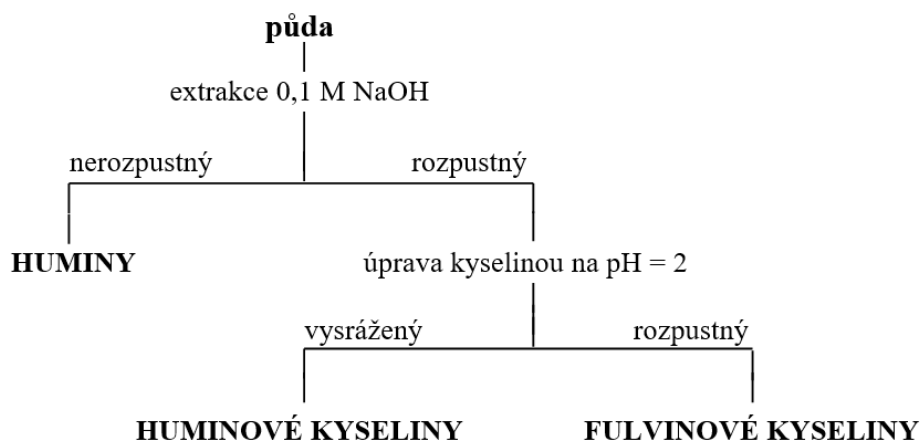 půda
extrakce 0,1 M NaOH
nerozpustný rozpustný
HUMINY úprava kyselinou na pH = 2
vysrážený rozpustný
HUMINOVÉ KYSELINY FULVINOVÉ KYSELINY